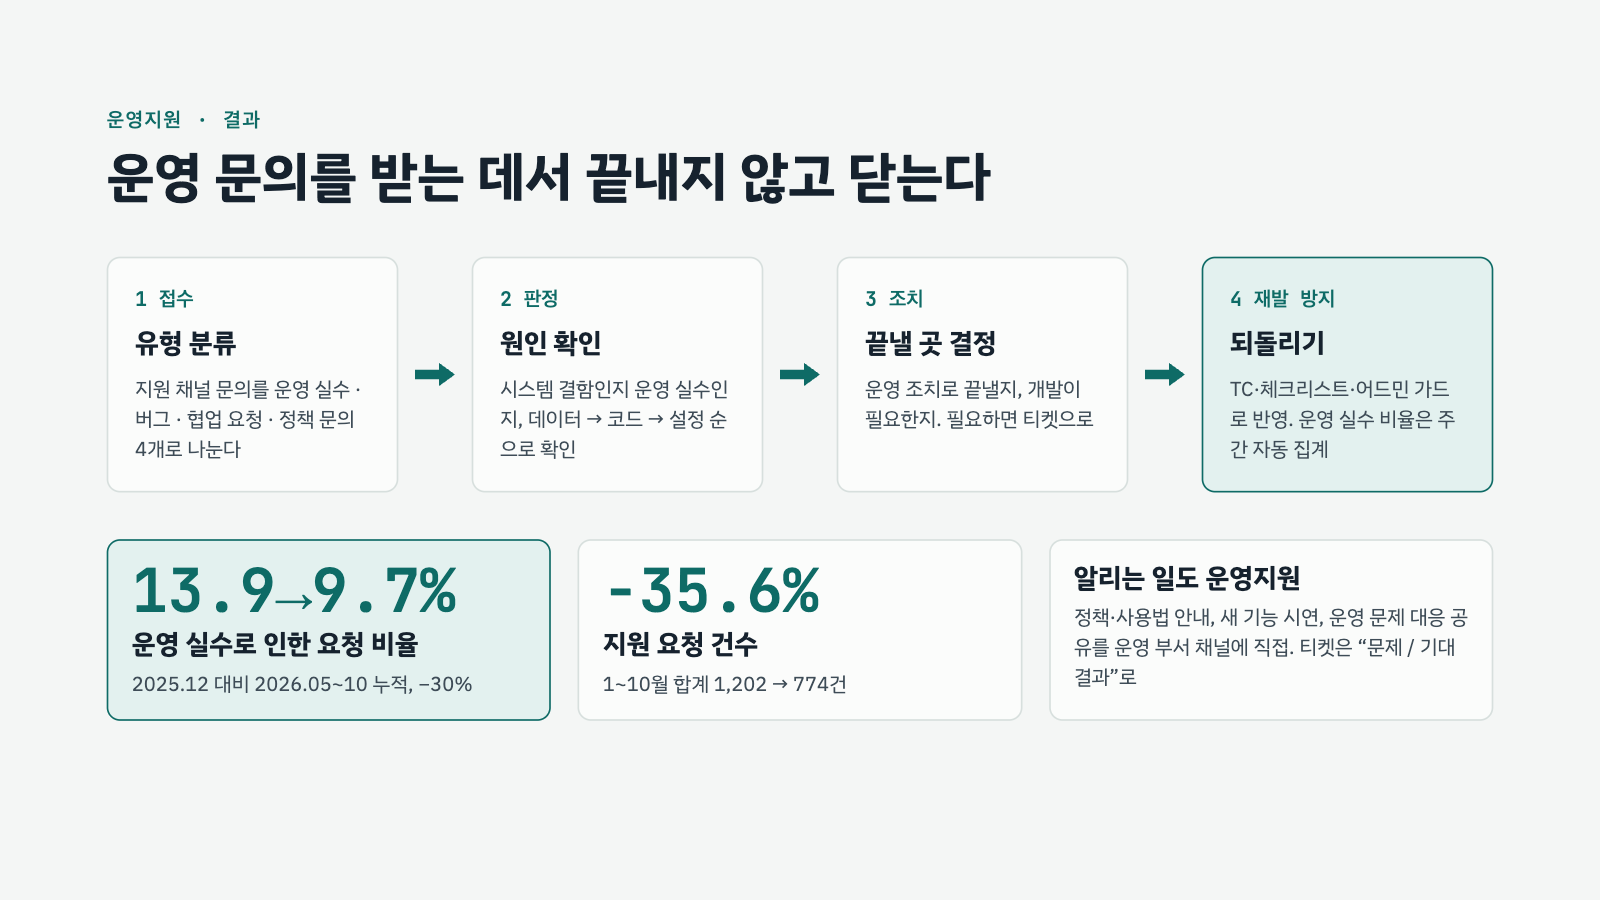 운영지원 · 결과
운영 문의를 받는 데서 끝내지 않고 닫는다
1 접수
유형 분류
지원 채널 문의를 운영 실수 ·
버그 · 협업 요청 · 정책 문의
4개로 나눈다
2 판정
원인 확인
시스템 결함인지 운영 실수인
지, 데이터 → 코드 → 설정 순
으로 확인
3 조치
끝낼 곳 결정
운영 조치로 끝낼지, 개발이
필요한지. 필요하면 티켓으로
4 재발 방지
되돌리기
TC·체크리스트·어드민 가드
로 반영. 운영 실수 비율은 주
간 자동 집계
13.9→9.7%
운영 실수로 인한 요청 비율
2025.12 대비 2026.05~10 누적, −30%
-35.6%
지원 요청 건수
1~10월 합계 1,202 → 774건
알리는 일도 운영지원
정책·사용법 안내, 새 기능 시연, 운영 문제 대응 공
유를 운영 부서 채널에 직접. 티켓은 “문제 / 기대
결과”로